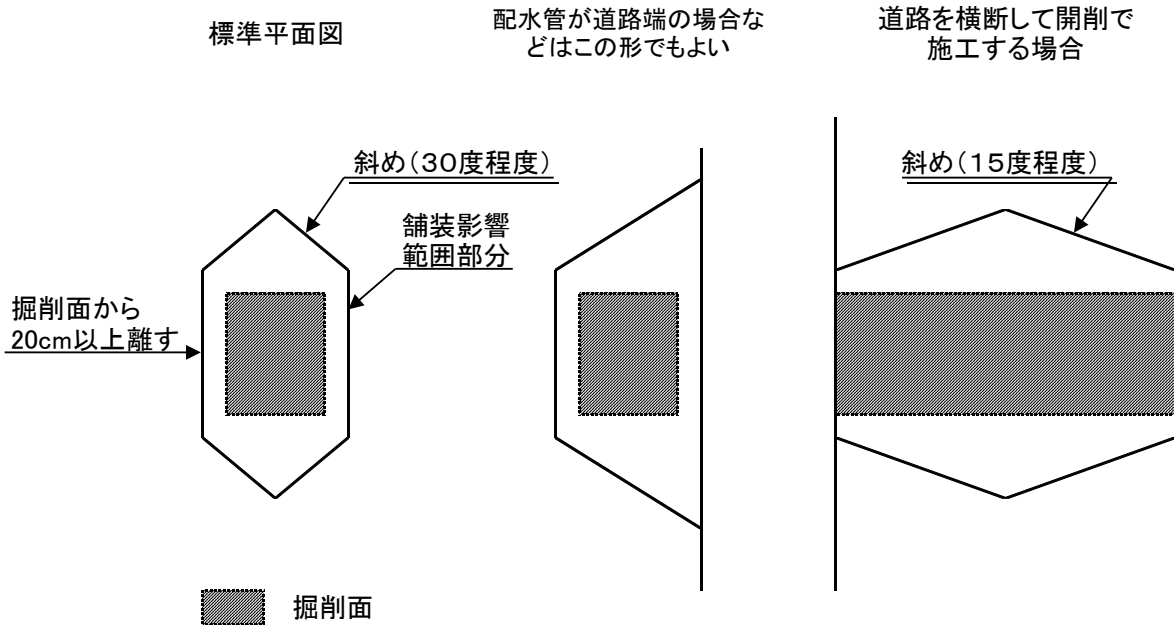 標準平面図
配水管が道路端の場合な
どはこの形でもよい
道路を横断して開削で
施工する場合
斜め(30度程度)
舗装影響
範囲部分
掘削面から
20cm以上離す
斜め(15度程度)
掘削面